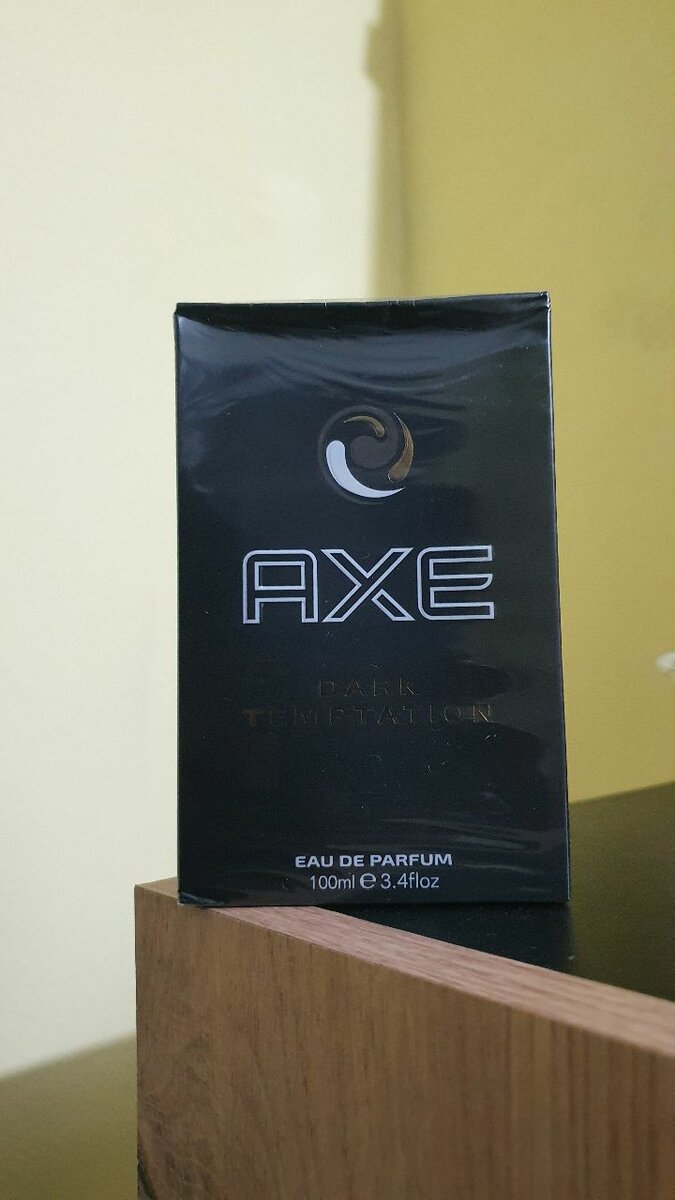 AXE
DARK
TEMPTATION
EAU DE PARFUM
100ml e 3.4floz